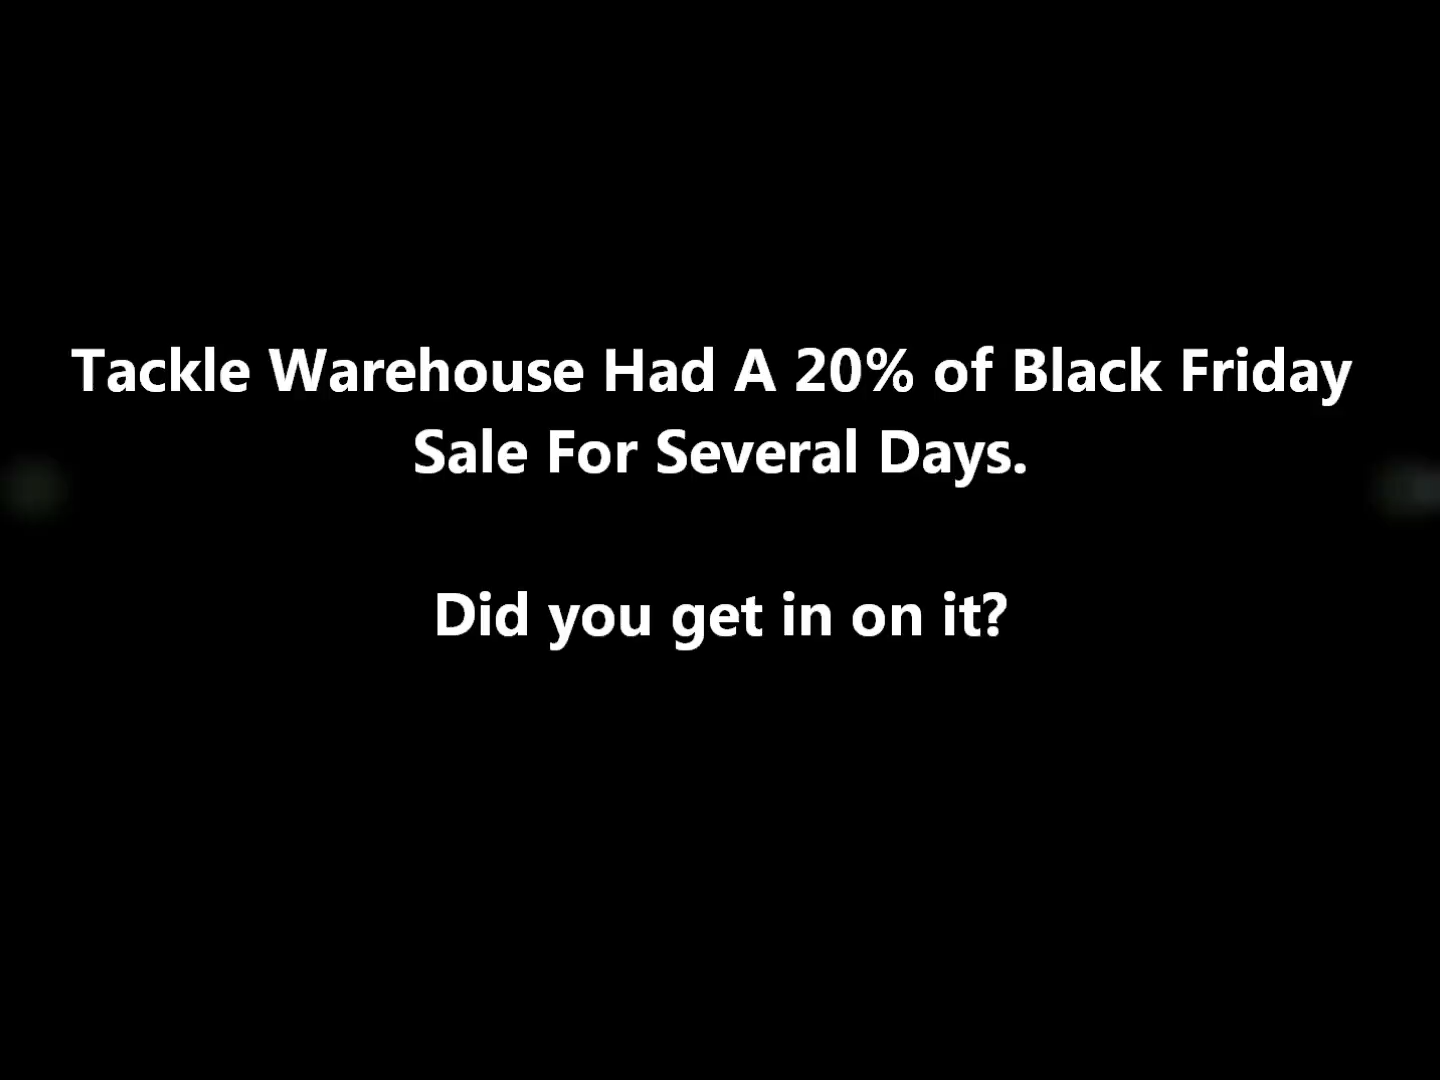 Tackle Warehouse Had A 20% of Black Friday
Sale For Several Days.
Did you get in on it?